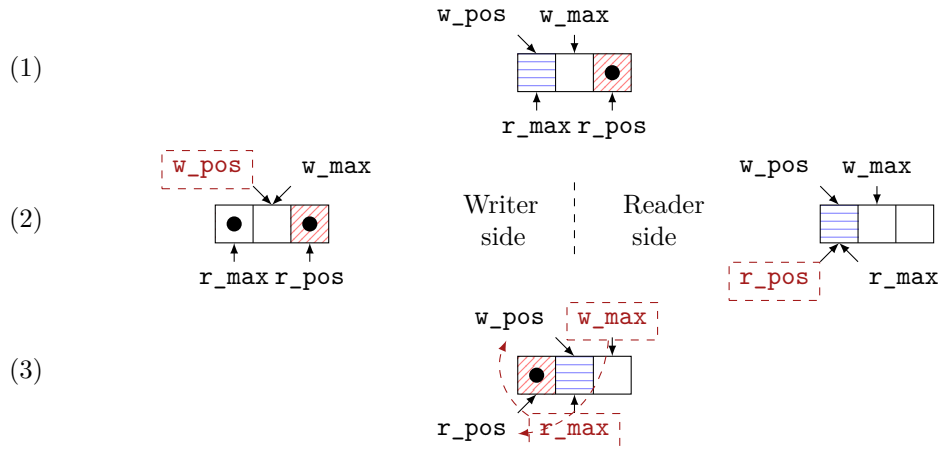 w_pos w_max
(1)
r_max r_pos
w_pos w_max
w_pos w_max
(2)
Writer side
Reader side
r_max r_pos
r_pos r_max
w_pos w_max
(3)
r_pos r_max